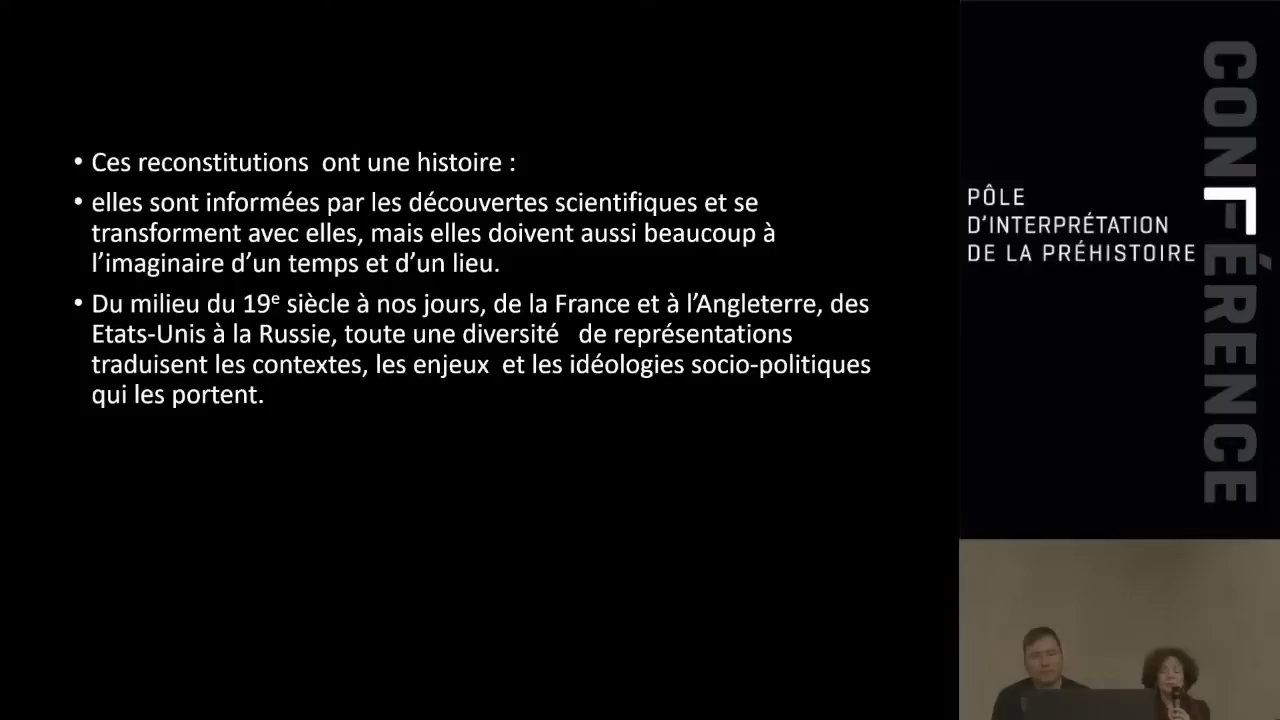 • Ces reconstitutions  ont une histoire :
• elles sont informées par les découvertes scientifiques et se
transforment avec elles, mais elles doivent aussi beaucoup à
l’imaginaire d’un temps et d’un lieu.
• Du milieu du 19e siècle à nos jours, de la France et à l’Angleterre, des
Etats-Unis à la Russie, toute une diversité   de représentations
traduisent les contextes, les enjeux  et les idéologies socio-politiques
qui les portent.
PÔLE
D’INTERPRÉTATION
DE LA PRÉHISTOIRE
CONFÉRENCE